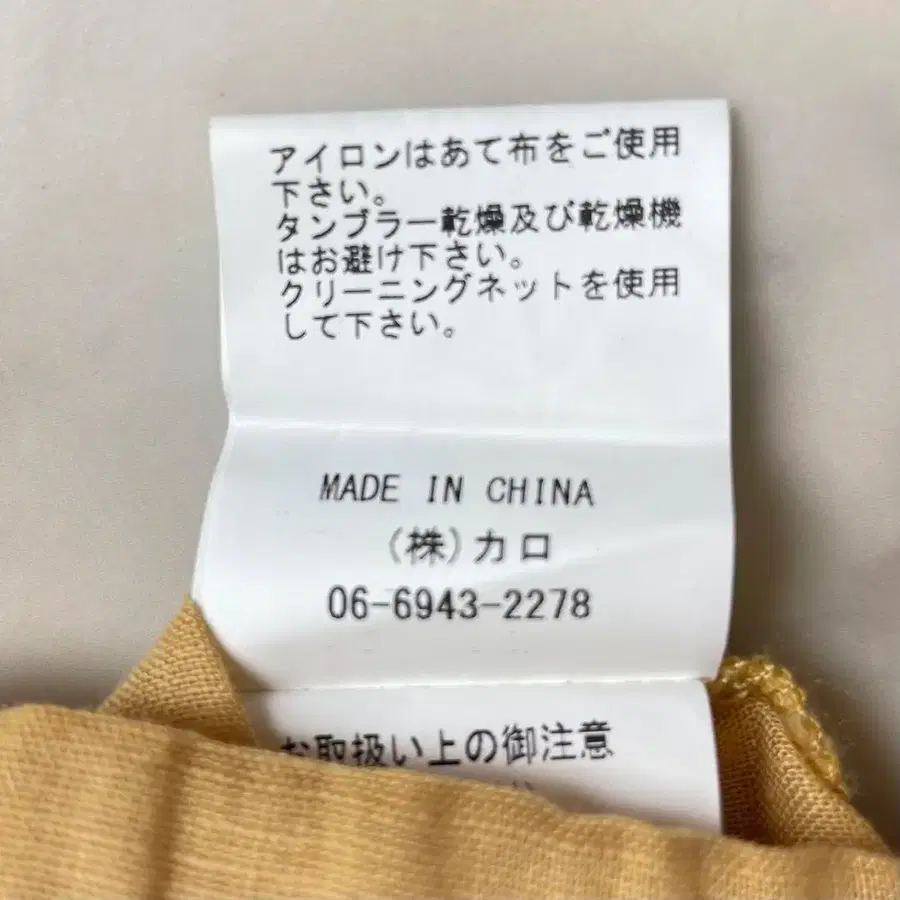 アイロンはあて布をご使用
下さい。
タンブラー乾燥及び乾燥機
はお避け下さい。
クリーニングネットを使用
して下さい。
MADE IN CHINA
(株)カロ
06-6943-2278
お取扱い上の御注意